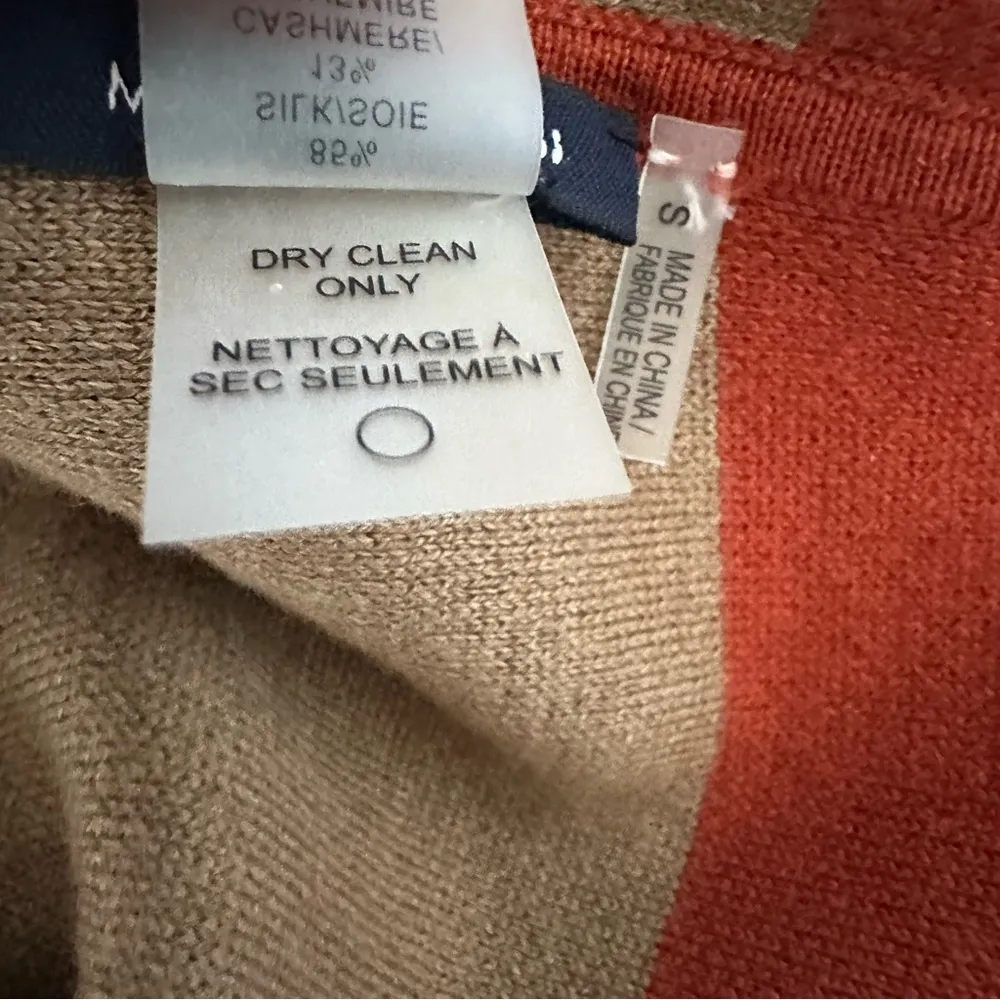 85%
SILK/SOIE
13%
CASHMERE/
DRY CLEAN
ONLY
NETTOYAGE À
SEC SEULEMENT
S
MADE IN CHINA /
FABRIQUE EN CHINE